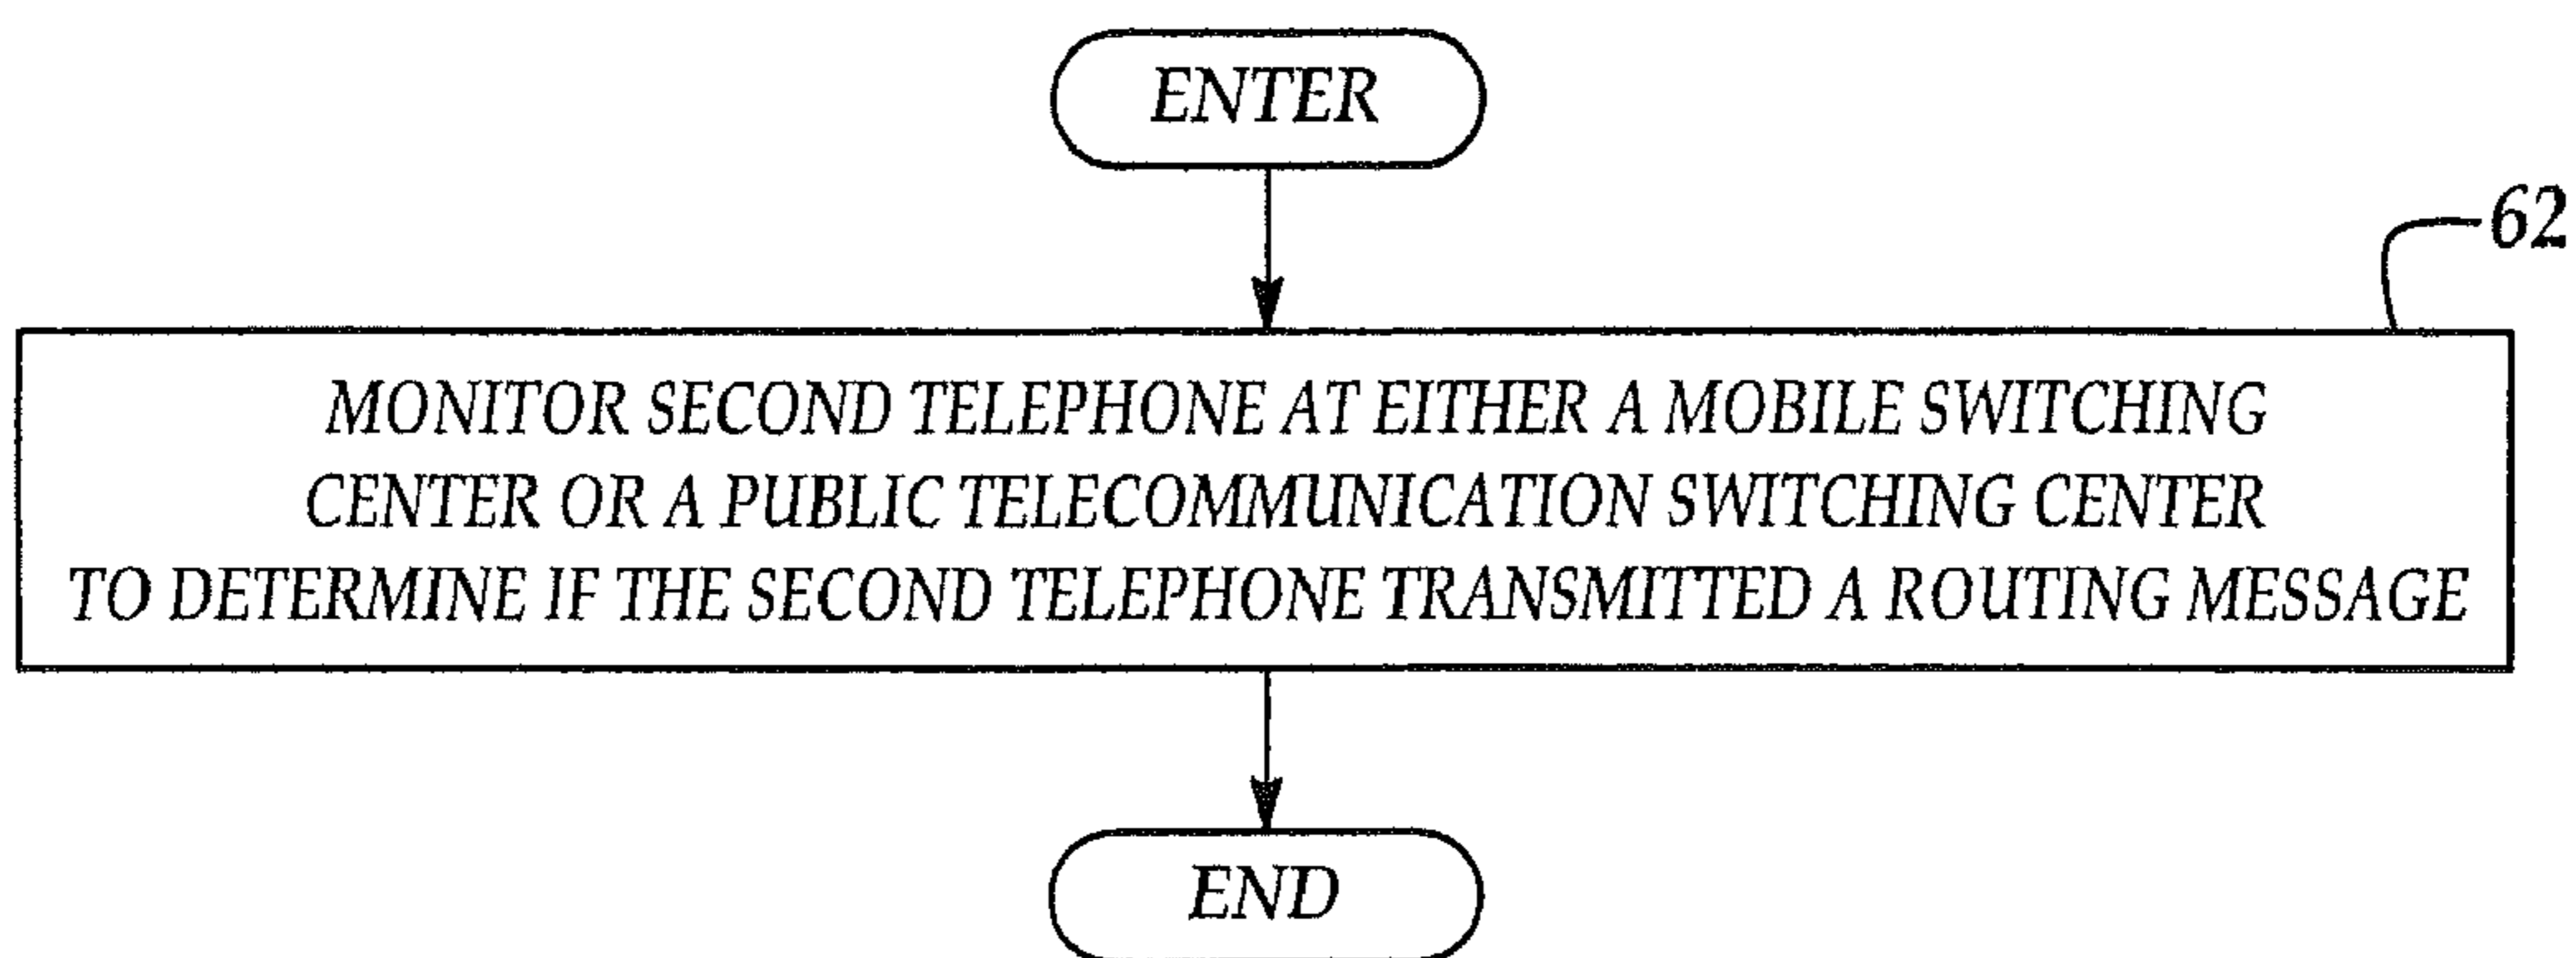 ENTER
62
MONITOR SECOND TELEPHONE AT EITHER A MOBILE SWITCHING
CENTER OR A PUBLIC TELECOMMUNICATION SWITCHING CENTER
TO DETERMINE IF THE SECOND TELEPHONE TRANSMITTED A ROUTING MESSAGE
END